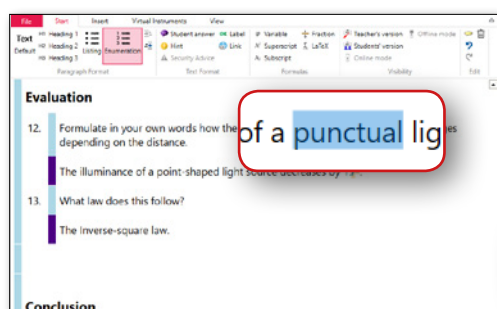 File Start Insert Virtual Instruments View
Text Default
H1 Heading 1
H2 Heading 2
H3 Heading 3
Listing Enumeration
Student answer Label
Hint Link
Security Advice
Variable Fraction
Superscript LaTeX
Subscript
Teacher's version Offline mode
Students' version
Online mode
Paragraph Format Text Format Formulas Visibility Edit
Evaluation
12. Formulate in your own words how the
depending on the distance.
of a punctual lig
The illuminance of a point-shaped light source decreases by
13. What law does this follow?
The Inverse-square law.
Conclusion